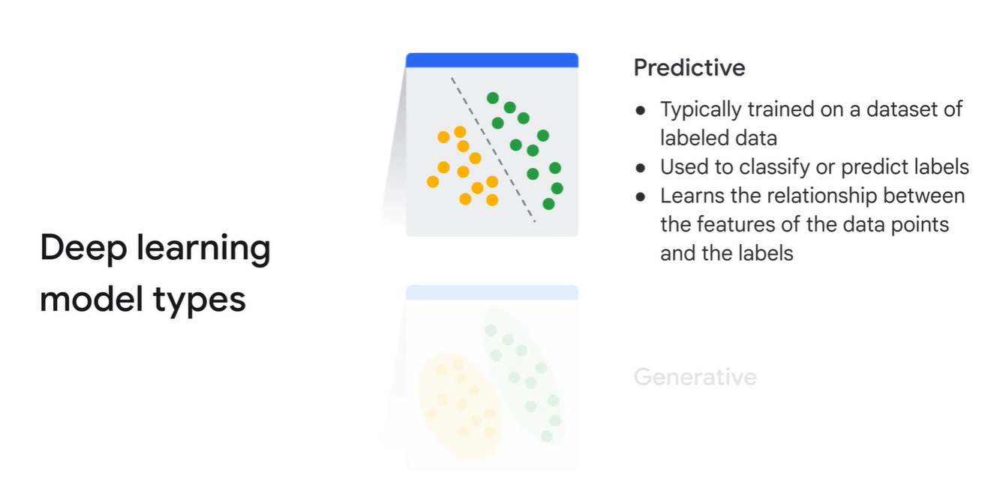 Deep learning
model types
Predictive
● Typically trained on a dataset of
labeled data
● Used to classify or predict labels
● Learns the relationship between
the features of the data points
and the labels
Generative